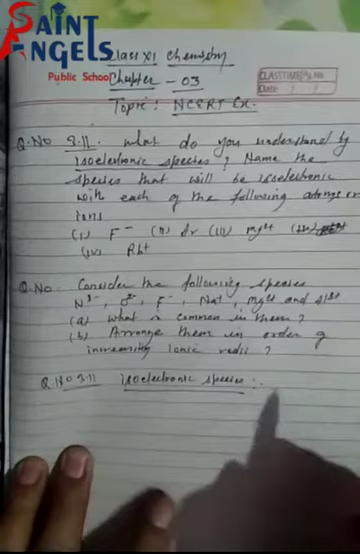 SAINT
ANGELS
Public School
Class XI Chemistry
Chapter - 03
CLASSTIME Pg. No.
Date / /
Topic : NCERT Ex.
Q.No 3.11. What do you understand by
isoelectronic species? Name the
species that will be isoelectronic
with each of the following atoms or
ions
(i) F⁻ (ii) Ar (iii) Mg²⁺
(iv) Rb⁺
Q.No. Consider the following species
N³⁻, O²⁻, F⁻, Na⁺, Mg²⁺ and Al³⁺
(a) What is common in them?
(b) Arrange them in order of
increasing ionic radii ?
Q.No 3.11 isoelectronic species :-